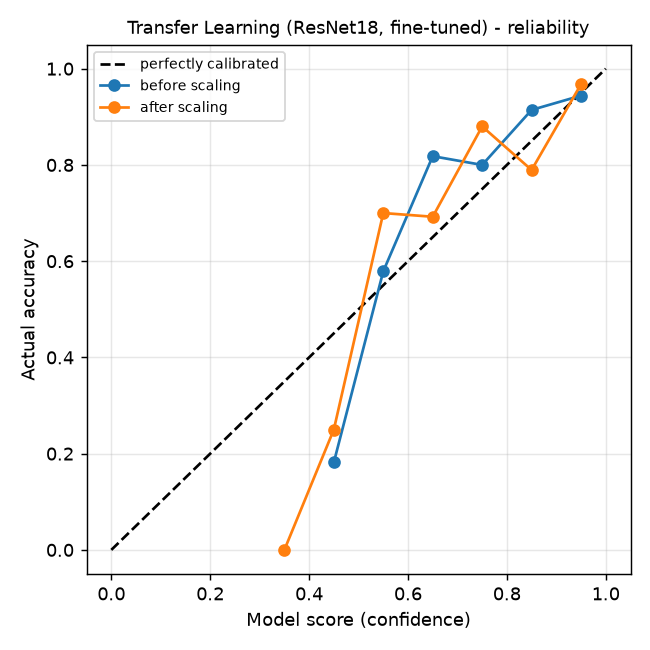 Transfer Learning (ResNet18, fine-tuned) - reliability
perfectly calibrated
before scaling
after scaling
1.0
0.8
0.6
0.4
0.2
0.0
Actual accuracy
0.0 0.2 0.4 0.6 0.8 1.0
Model score (confidence)